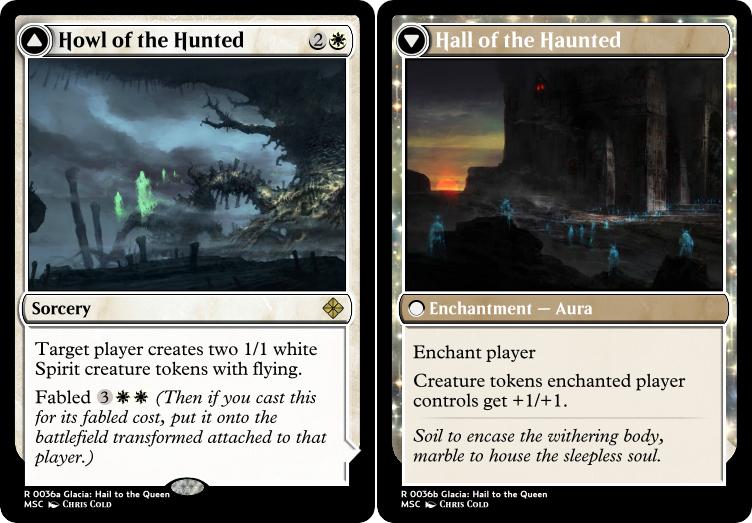 Howl of the Hunted 2
Sorcery
Target player creates two 1/1 white
Spirit creature tokens with flying.
Fabled 3 (Then if you cast this
for its fabled cost, put it onto the
battlefield transformed attached to that
player.)
R 0036a Glacia: Hail to the Queen
MSC Chris Cold
Hall of the Haunted
Enchantment — Aura
Enchant player
Creature tokens enchanted player
controls get +1/+1.
Soil to encase the withering body,
marble to house the sleepless soul.
R 0036b Glacia: Hail to the Queen
MSC Chris Cold